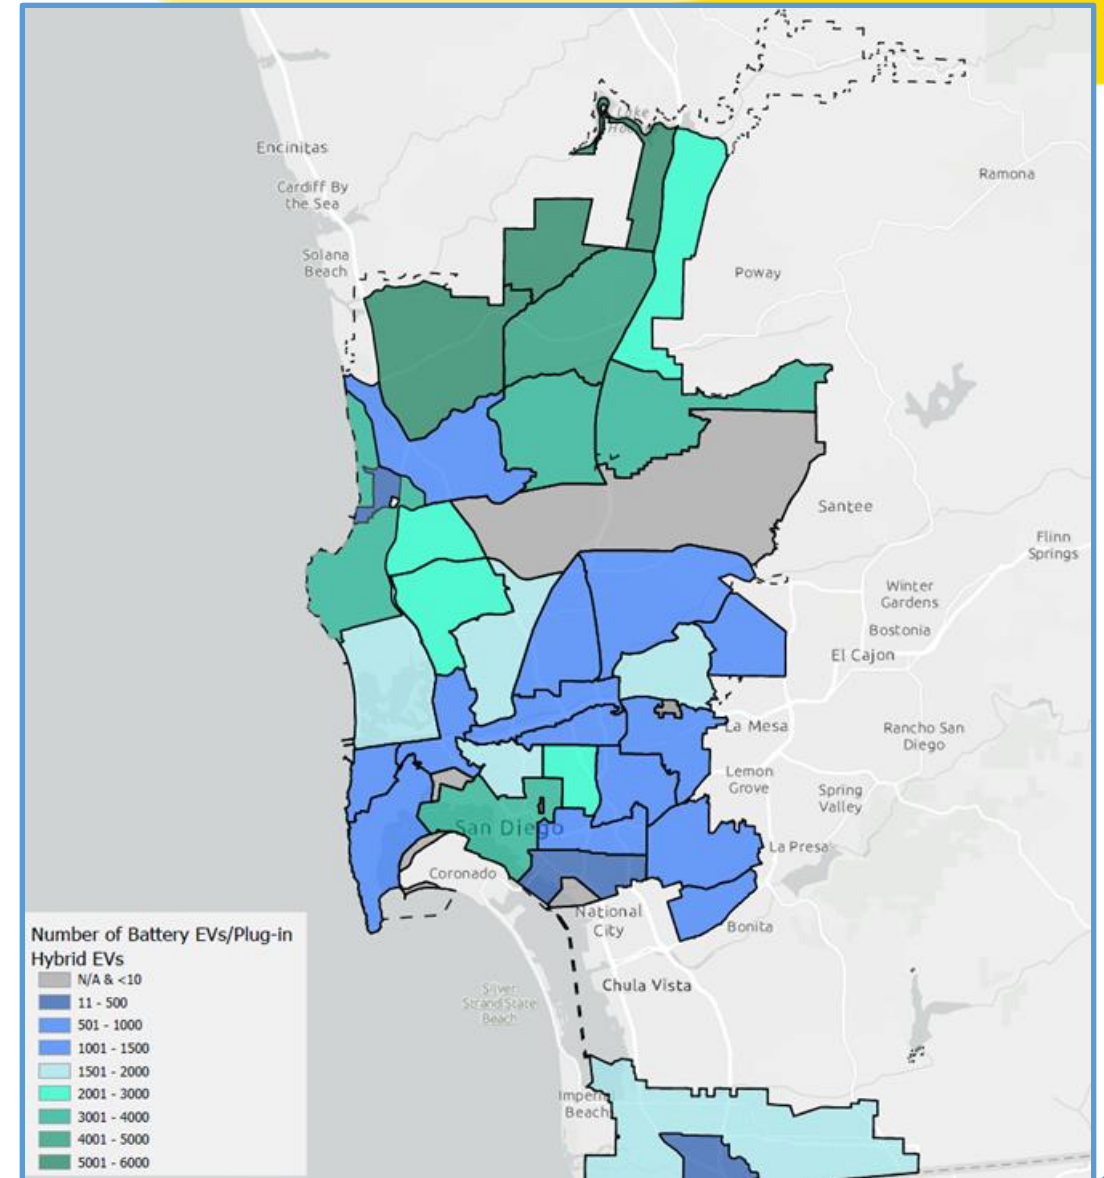 Lake
Ho
Encinitas
Ramona
Cardiff By
the Sea
Solana
Beach
Poway
Santee
Flinn
Springs
Winter
Gardens
Bostonia
El Cajon
La Mesa
Rancho San
Diego
Lemon
Grove
Spring
Valley
San Diego
La Presa
Coronado
National
City
Bonita
Chula Vista
Silver
Strand State
Beach
Imperi
Beach
Number of Battery EVs/Plug-in
Hybrid EVs
N/A & <10
11 - 500
501 - 1000
1001 - 1500
1501 - 2000
2001 - 3000
3001 - 4000
4001 - 5000
5001 - 6000